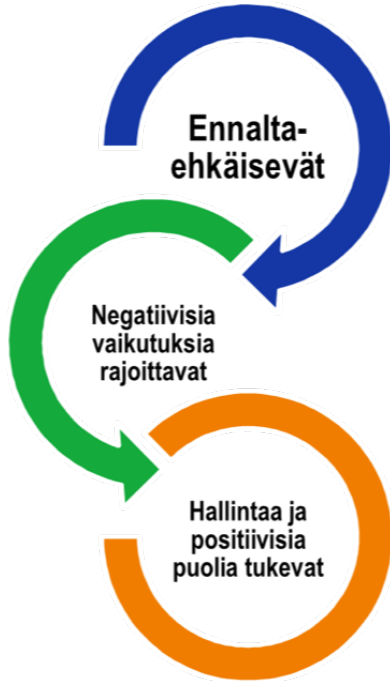 Ennalta-
ehkäisevät
Negatiivisia
vaikutuksia
rajoittavat
Hallintaa ja
positiivisia
puolia tukevat